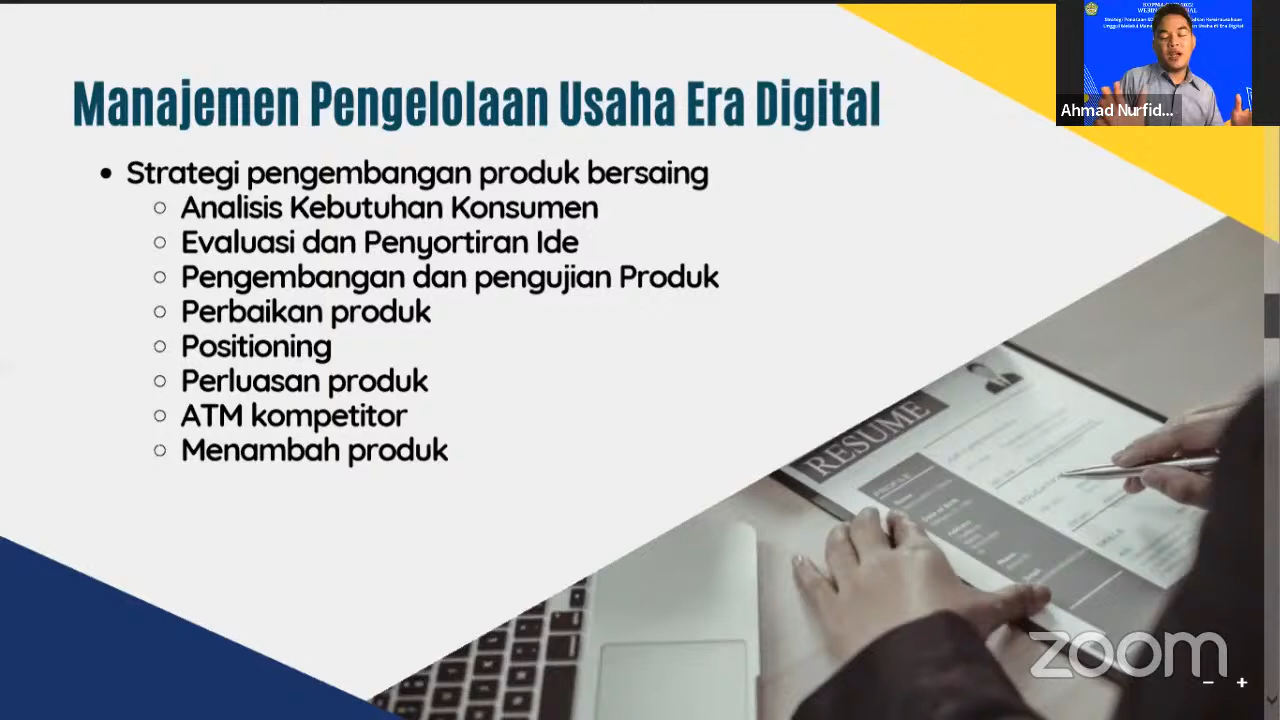 Manajemen Pengelolaan Usaha Era Digital
Strategi pengembangan produk bersaing
Analisis Kebutuhan Konsumen
Evaluasi dan Penyortiran Ide
Pengembangan dan pengujian Produk
Perbaikan produk
Positioning
Perluasan produk
ATM kompetitor
Menambah produk
Ahmad Nurfid...
RESUME
PROFILE
zoom